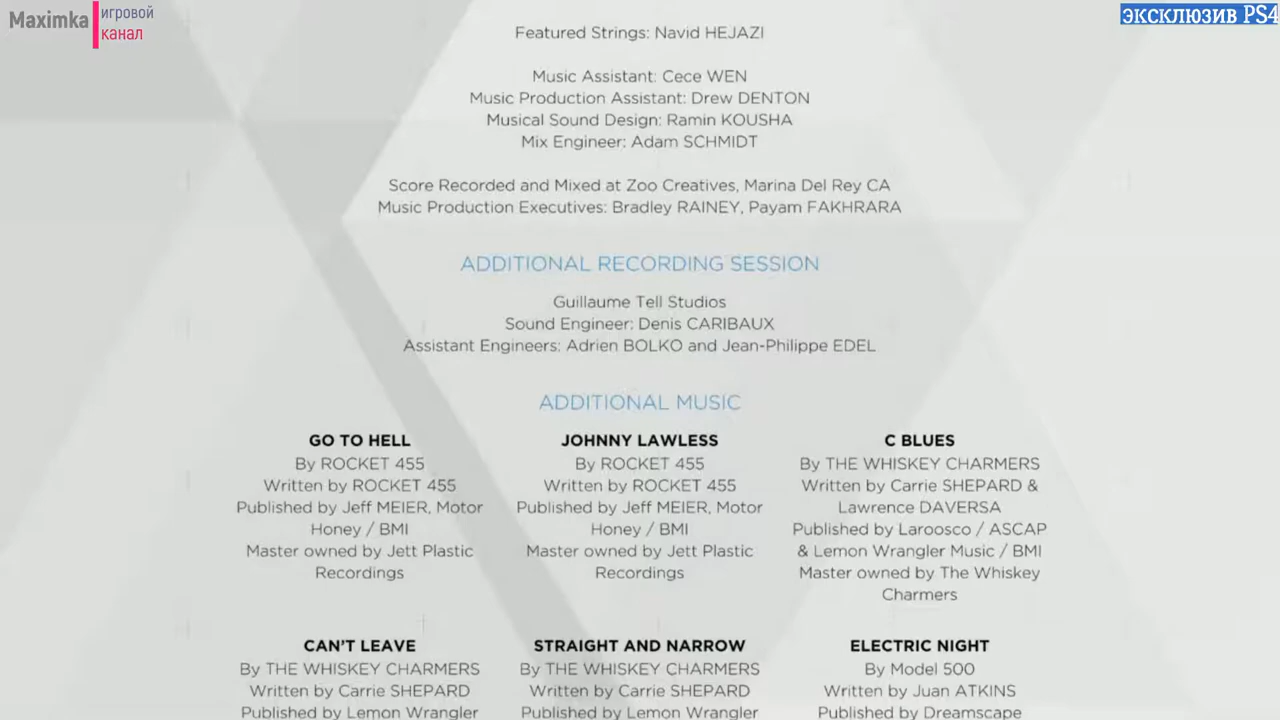 Maximka
игровой
канал
эксклюзив PS4
Featured Strings: Navid HEJAZI
Music Assistant: Cece WEN
Music Production Assistant: Drew DENTON
Musical Sound Design: Ramin KOUSHA
Mix Engineer: Adam SCHMIDT
Score Recorded and Mixed at Zoo Creatives, Marina Del Rey CA
Music Production Executives: Bradley RAINEY, Payam FAKHRARA
ADDITIONAL RECORDING SESSION
Guillaume Tell Studios
Sound Engineer: Denis CARIBAUX
Assistant Engineers: Adrien BOLKO and Jean-Philippe EDEL
ADDITIONAL MUSIC
GO TO HELL
By ROCKET 455
Written by ROCKET 455
Published by Jeff MEIER, Motor
Honey / BMI
Master owned by Jett Plastic
Recordings
JOHNNY LAWLESS
By ROCKET 455
Written by ROCKET 455
Published by Jeff MEIER, Motor
Honey / BMI
Master owned by Jett Plastic
Recordings
C BLUES
By THE WHISKEY CHARMERS
Written by Carrie SHEPARD &
Lawrence DAVERSA
Published by Laroosco / ASCAP
& Lemon Wrangler Music / BMI
Master owned by The Whiskey
Charmers
CAN'T LEAVE
By THE WHISKEY CHARMERS
Written by Carrie SHEPARD
Published by Lemon Wrangler
STRAIGHT AND NARROW
By THE WHISKEY CHARMERS
Written by Carrie SHEPARD
Published by Lemon Wrangler
ELECTRIC NIGHT
By Model 500
Written by Juan ATKINS
Published by Dreamscape